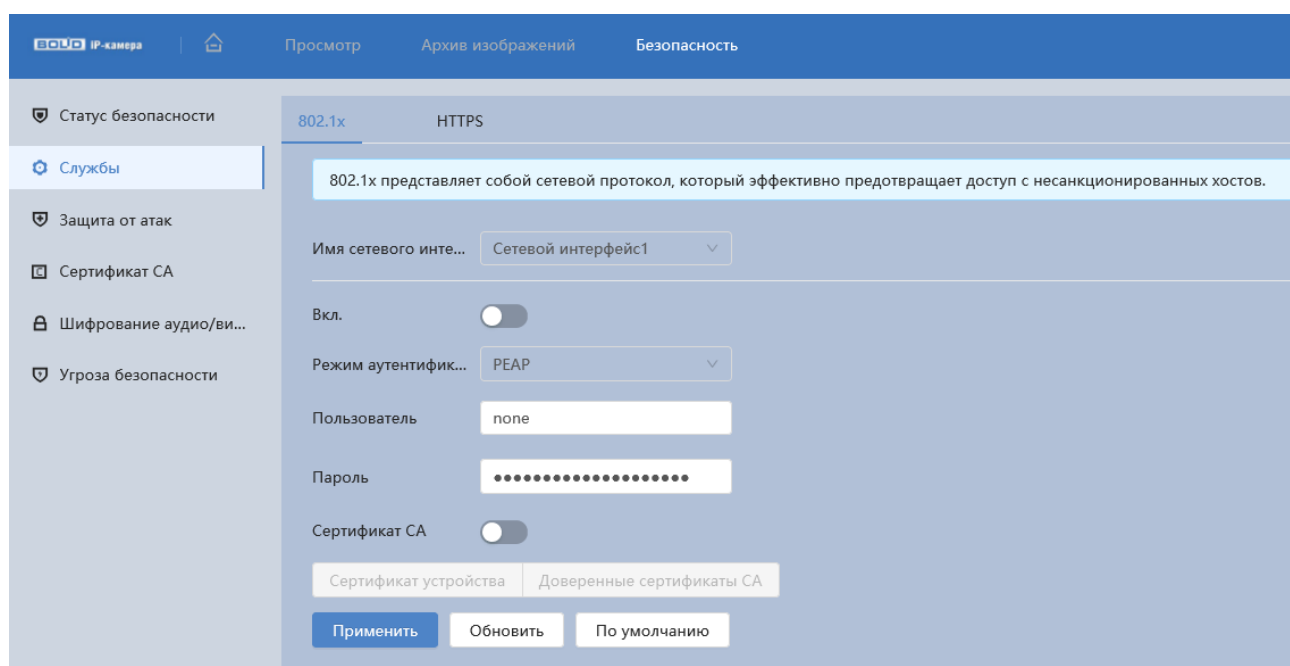 BOLID IP-камера
Просмотр Архив изображений Безопасность
Статус безопасности
Службы
Защита от атак
Сертификат CA
Шифрование аудио/ви...
Угроза безопасности
802.1x HTTPS
802.1x представляет собой сетевой протокол, который эффективно предотвращает доступ с несанкционированных хостов.
Имя сетевого инте... Сетевой интерфейс1
Вкл.
Режим аутентифик... PEAP
Пользователь none
Пароль ••••••••••••••••••••
Сертификат CA
Сертификат устройства Доверенные сертификаты CA
Применить Обновить По умолчанию